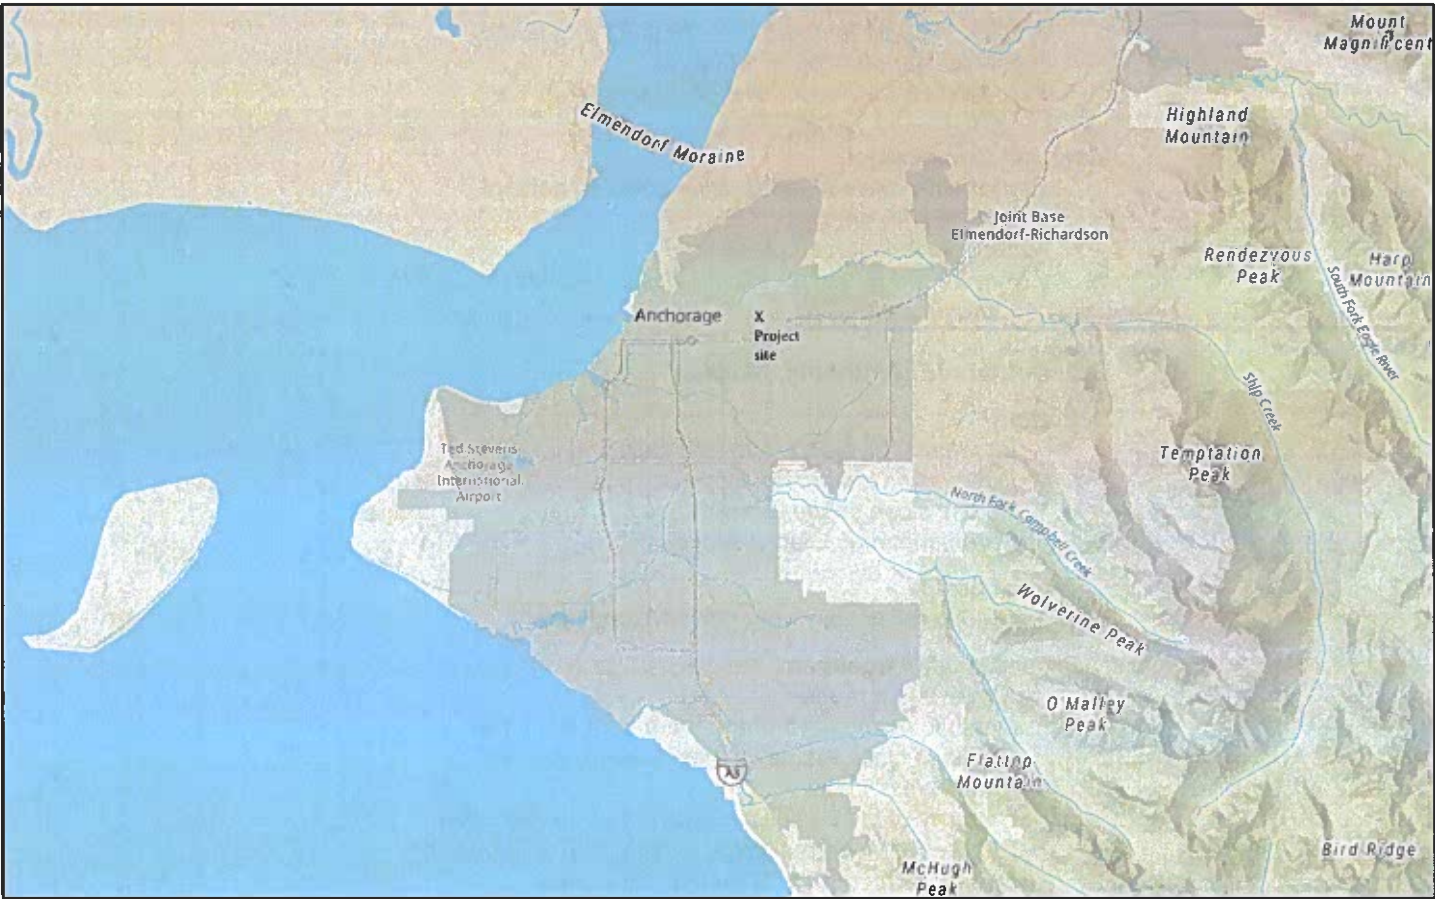 Mount
Magnificent
Elmendorf Moraine
Highland
Mountain
Joint Base
Elmendorf-Richardson
Rendezvous
Peak
Harp
Mountain
South Fork Eagle River
Anchorage
X
Project
site
Ship Creek
Ted Stevens
Anchorage
International
Airport
Temptation
Peak
North Fork Campbell Creek
Wolverine Peak
O'Malley
Peak
Flattop
Mountain
McHugh
Peak
Bird Ridge